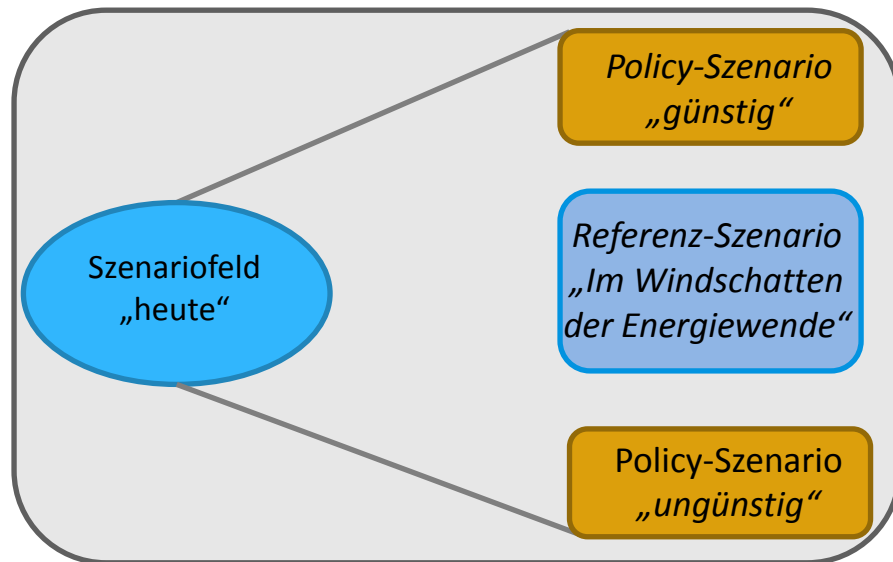 Policy-Szenario
„günstig“
Szenariofeld
„heute“
Referenz-Szenario
„Im Windschatten
der Energiewende“
Policy-Szenario
„ungünstig“